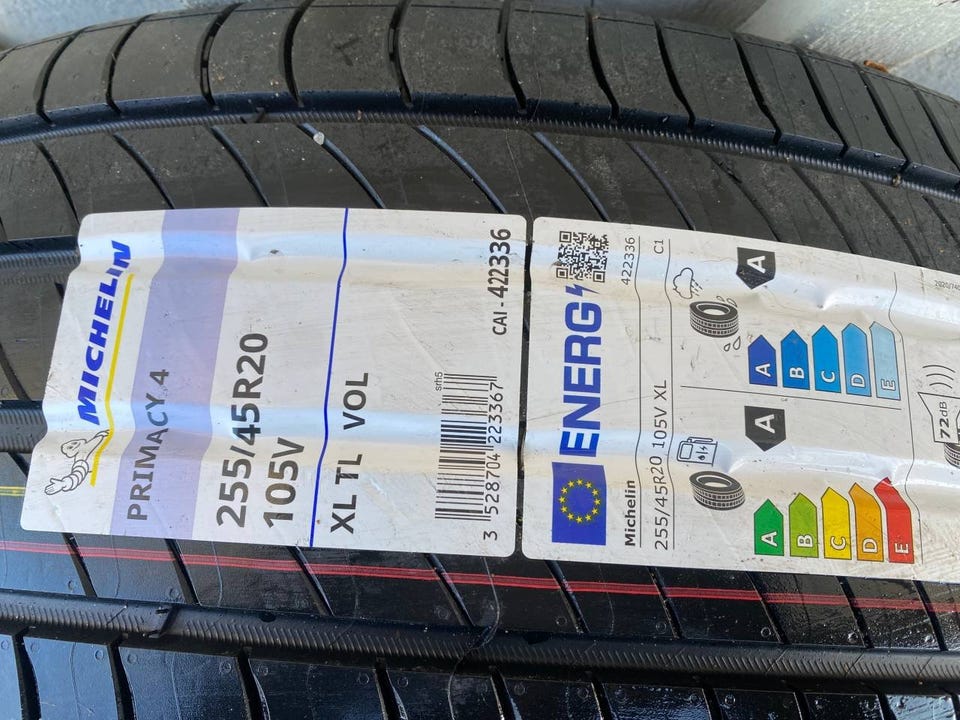 MICHELIN
PRIMACY 4
255/45R20
105V
XL TL VOL
srh5
3 528704 223367
CAI - 422336
ENERG
Michelin
255/45R20 105V XL
422336
C1
A
A
B
C
D
E
A
A
B
C
D
E
72dB